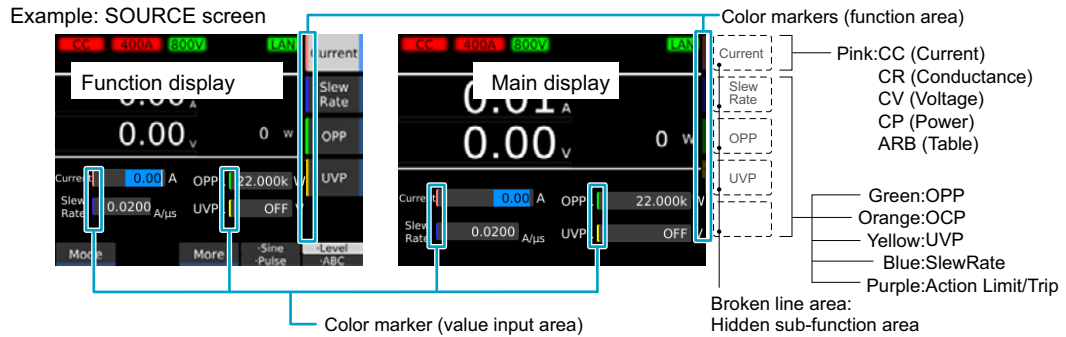 Example: SOURCE screen
Color markers (function area)
CC 400A 800V LAN
Function display
0.00 A
0.00 V 0 W
Current 0.00 A OPP 22.000k W
Slew Rate 0.0200 A/µs UVP OFF V
Mode More ·Sine ·Pulse ·Level ·ABC
Current
Slew
Rate
OPP
UVP
CC 400A 800V LAN
Main display
0.01 A
0.00 V 0 W
Current 0.00 A OPP 22.000k W
Slew Rate 0.0200 A/µs UVP OFF V
Current
Slew
Rate
OPP
UVP
Pink:CC (Current)
CR (Conductance)
CV (Voltage)
CP (Power)
ARB (Table)
Green:OPP
Orange:OCP
Yellow:UVP
Blue:SlewRate
Purple:Action Limit/Trip
Broken line area:
Hidden sub-function area
Color marker (value input area)